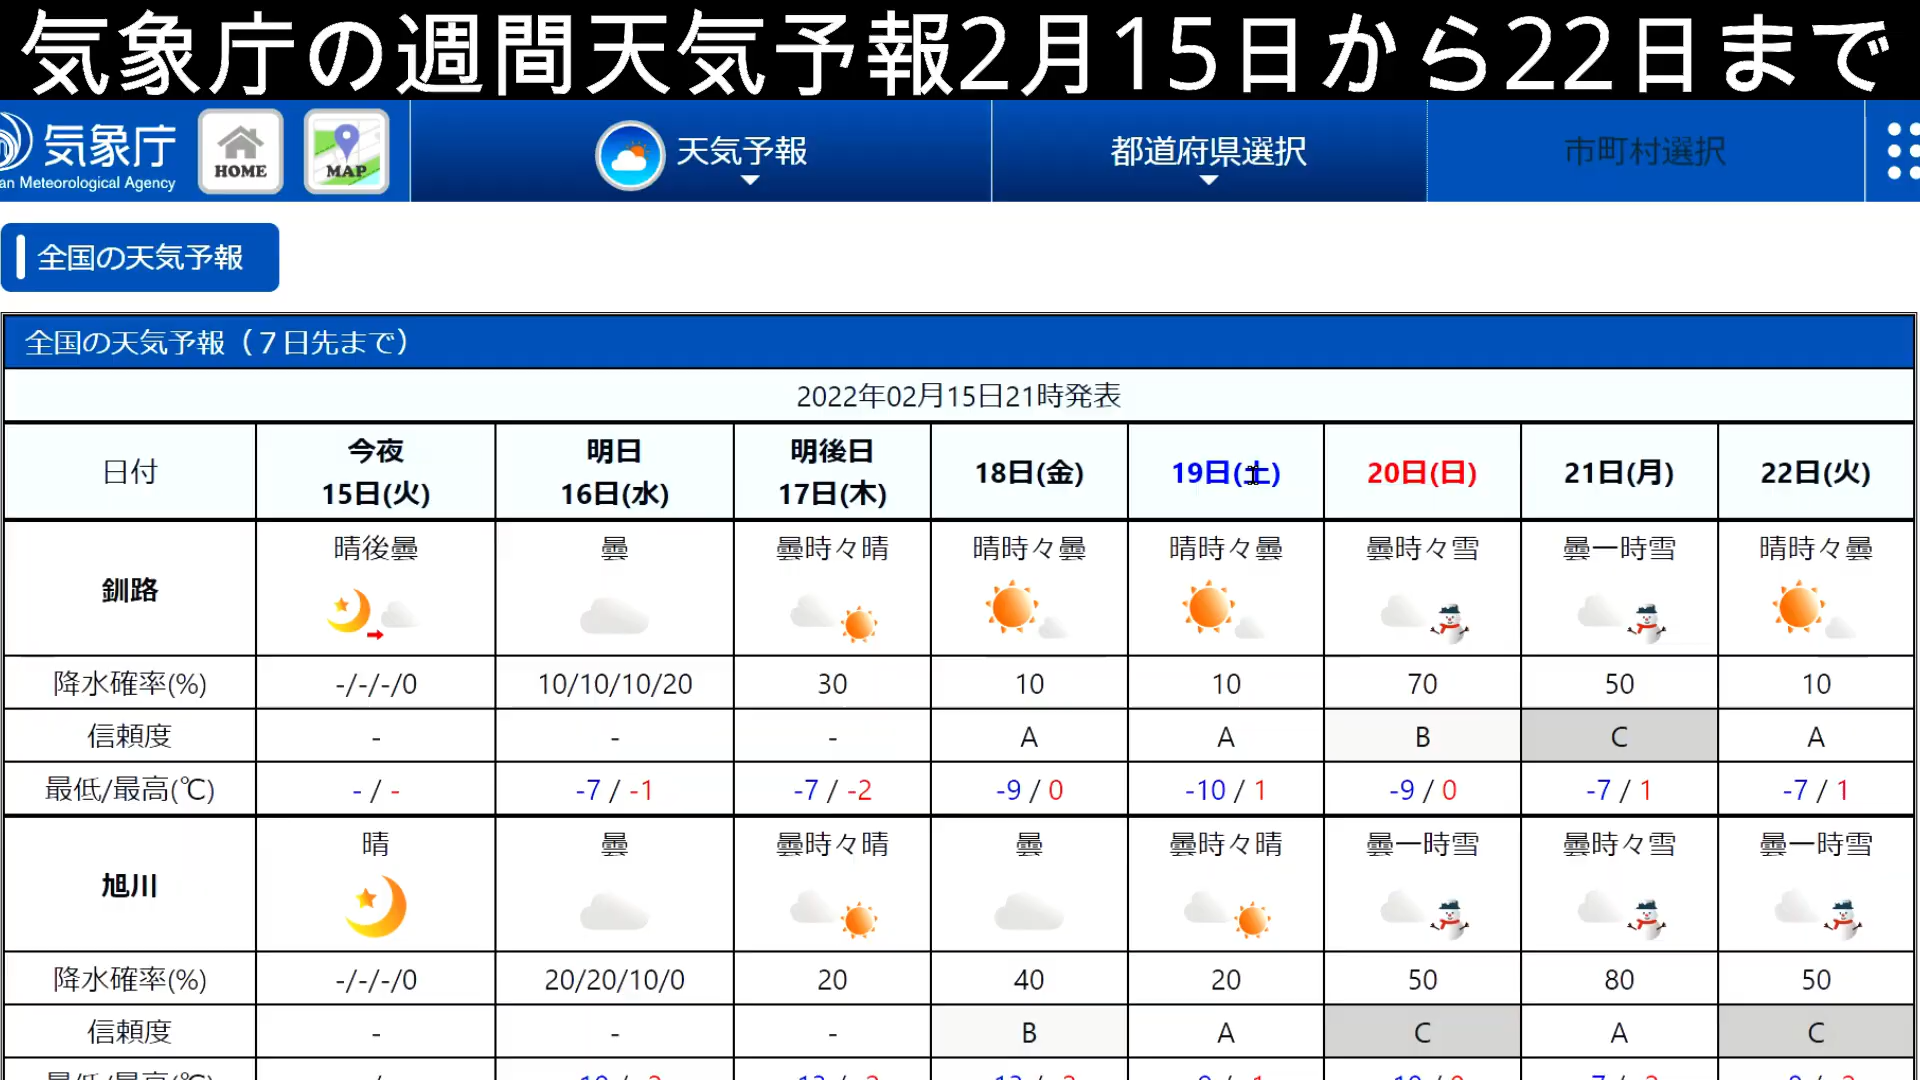 気象庁の週間天気予報2月15日から22日まで
気象庁 HOME MAP 天気予報 都道府県選択 市町村選択
an Meteorological Agency
全国の天気予報
全国の天気予報（７日先まで）
2022年02月15日21時発表
日付 今夜 15日(火) 明日 16日(水) 明後日 17日(木) 18日(金) 19日(土) 20日(日) 21日(月) 22日(火)
釧路 晴後曇 曇 曇時々晴 晴時々曇 晴時々曇 曇時々雪 曇一時雪 晴時々曇
降水確率(%) -/-/-/0 10/10/10/20 30 10 10 70 50 10
信頼度 - - - A A B C A
最低/最高(℃) - / - -7 / -1 -7 / -2 -9 / 0 -10 / 1 -9 / 0 -7 / 1 -7 / 1
旭川 晴 曇 曇時々晴 曇 曇時々晴 曇一時雪 曇時々雪 曇一時雪
降水確率(%) -/-/-/0 20/20/10/0 20 40 20 50 80 50
信頼度 - - - B A C A C